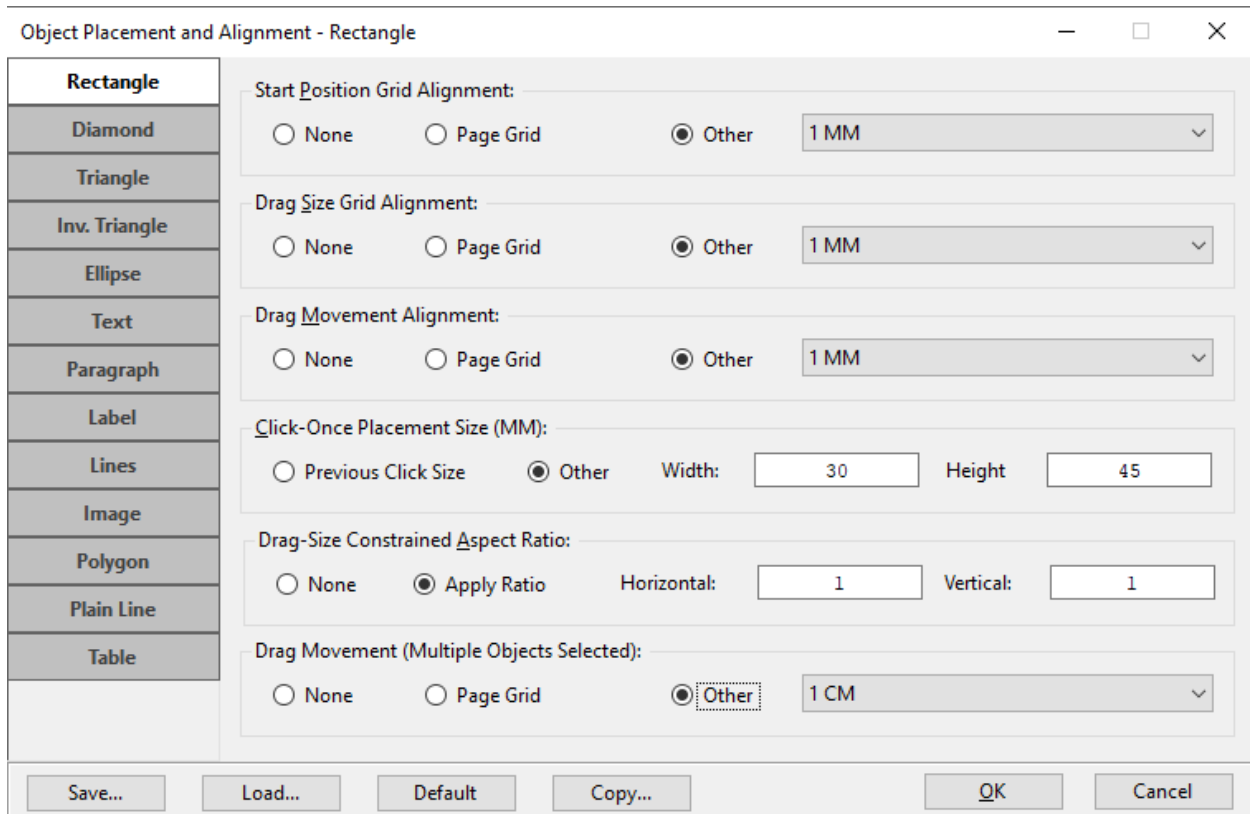 Object Placement and Alignment - Rectangle
Rectangle
Diamond
Triangle
Inv. Triangle
Ellipse
Text
Paragraph
Label
Lines
Image
Polygon
Plain Line
Table
Start Position Grid Alignment:
None Page Grid Other 1 MM
Drag Size Grid Alignment:
None Page Grid Other 1 MM
Drag Movement Alignment:
None Page Grid Other 1 MM
Click-Once Placement Size (MM):
Previous Click Size Other Width: 30 Height 45
Drag-Size Constrained Aspect Ratio:
None Apply Ratio Horizontal: 1 Vertical: 1
Drag Movement (Multiple Objects Selected):
None Page Grid Other 1 CM
Save... Load... Default Copy... OK Cancel